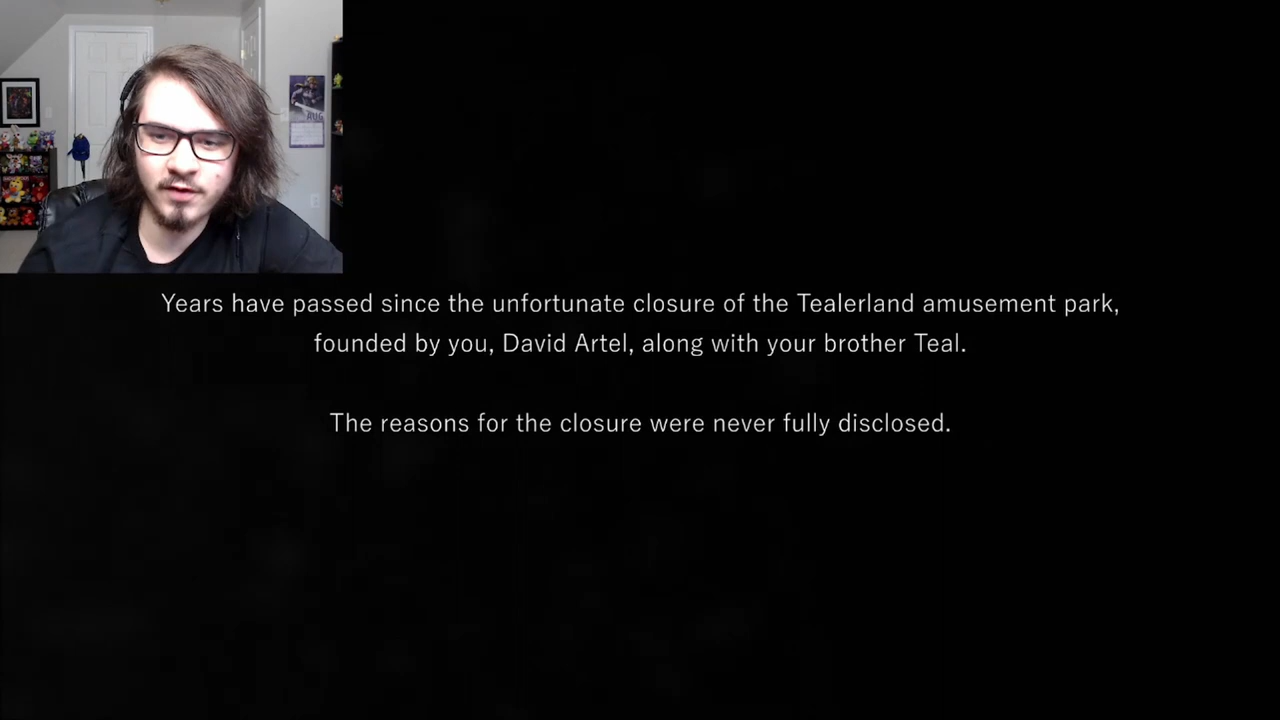 AUG
Years have passed since the unfortunate closure of the Tealerland amusement park,
founded by you, David Artel, along with your brother Teal.
The reasons for the closure were never fully disclosed.